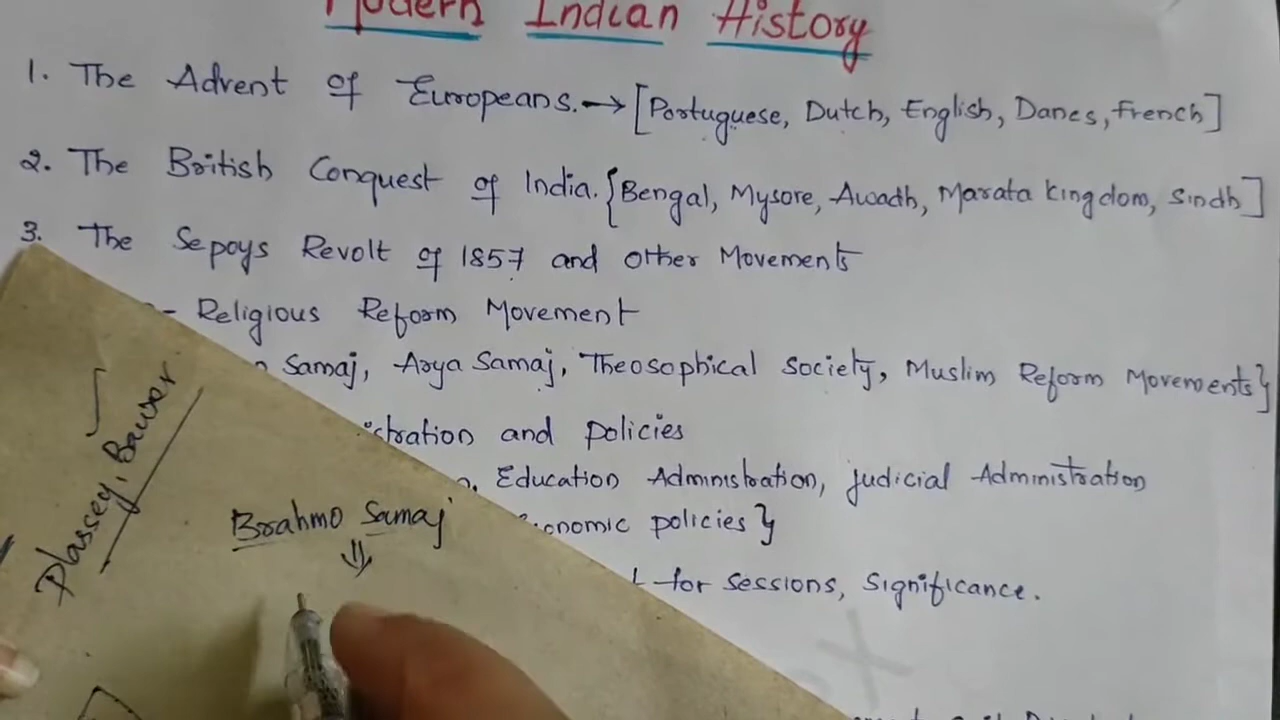 Modern Indian History
1. The Advent of Europeans. → [Portuguese, Dutch, English, Danes, French]
2. The British Conquest of India. {Bengal, Mysore, Awadh, Marata kingdom, Sindh]
3. The Sepoys Revolt of 1857 and other Movements
- Religious Reform Movement
Samaj, Arya Samaj, Theosophical Society, Muslim Reform Movements}
istration and policies
Education Administration, judicial Administration
onomic policies}
for sessions, Significance.
Plassey, Buxer
Brahmo Samaj